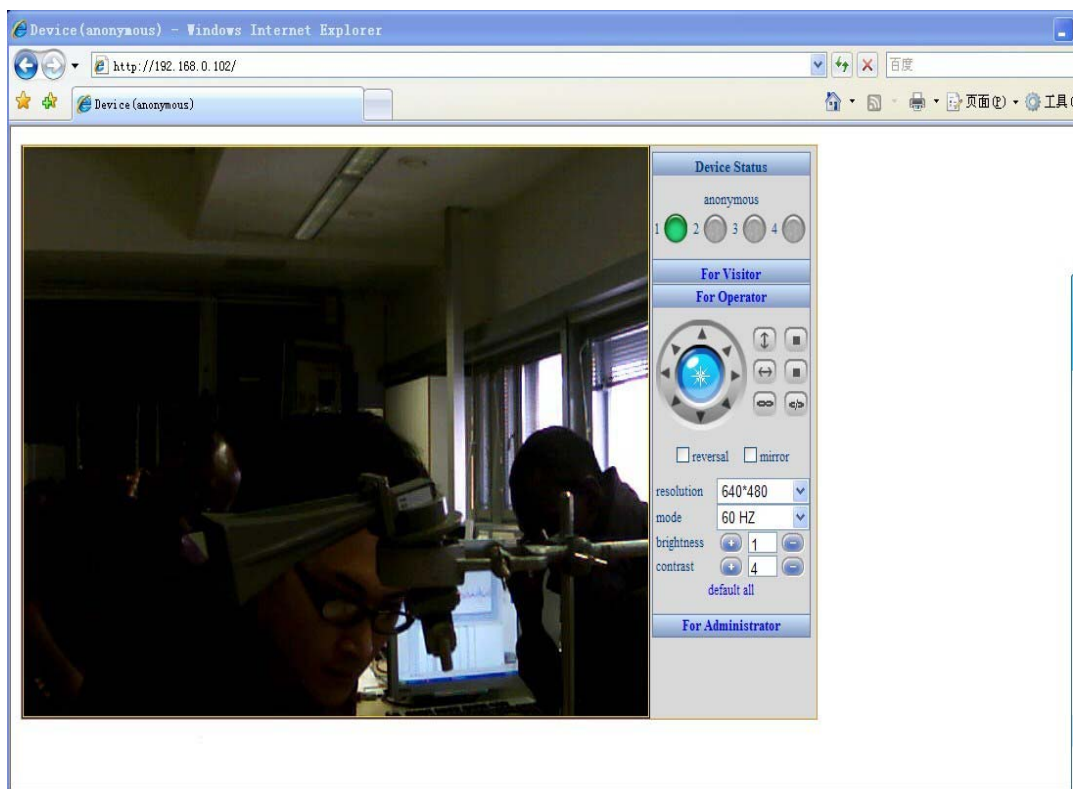 Device(anonymous) - Windows Internet Explorer
http://192.168.0.102/
百度
Device(anonymous)
页面(P)
工具(
Device Status
anonymous
1 2 3 4
For Visitor
For Operator
reversal mirror
resolution 640*480
mode 60 HZ
brightness 1
contrast 4
default all
For Administrator